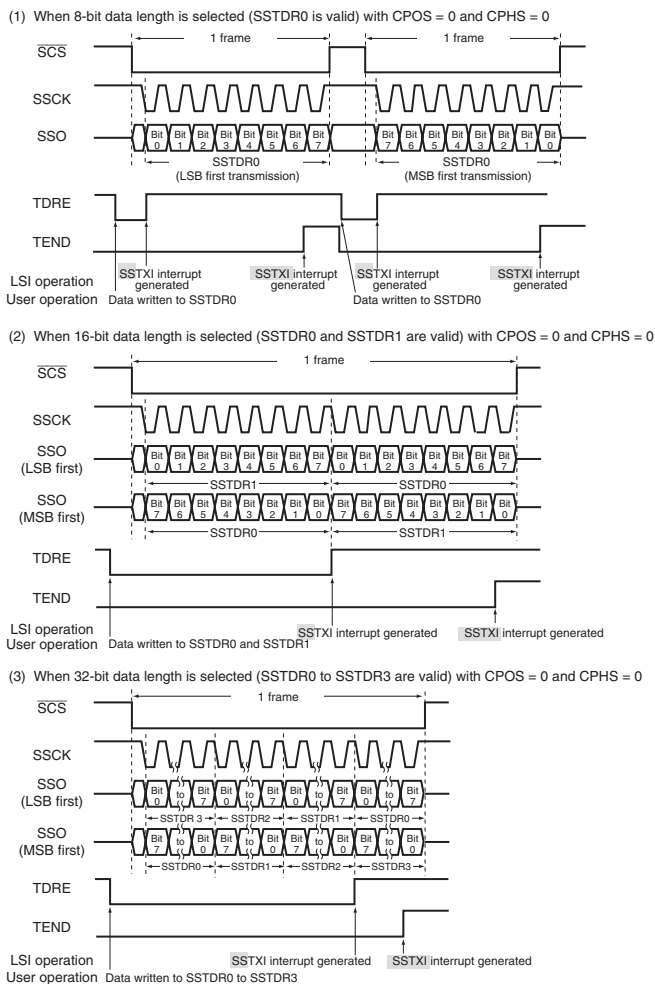 (1) When 8-bit data length is selected (SSTDR0 is valid) with CPOS = 0 and CPHS = 0
1 frame 1 frame
SCS
SSCK
SSO Bit 0 Bit 1 Bit 2 Bit 3 Bit 4 Bit 5 Bit 6 Bit 7 Bit 7 Bit 6 Bit 5 Bit 4 Bit 3 Bit 2 Bit 1 Bit 0
SSTDR0 SSTDR0
(LSB first transmission) (MSB first transmission)
TDRE
TEND
LSI operation SSTXI interrupt generated SSTXI interrupt generated SSTXI interrupt generated SSTXI interrupt generated
User operation Data written to SSTDR0 Data written to SSTDR0
(2) When 16-bit data length is selected (SSTDR0 and SSTDR1 are valid) with CPOS = 0 and CPHS = 0
1 frame
SCS
SSCK
SSO (LSB first) Bit 0 Bit 1 Bit 2 Bit 3 Bit 4 Bit 5 Bit 6 Bit 7 Bit 0 Bit 1 Bit 2 Bit 3 Bit 4 Bit 5 Bit 6 Bit 7
SSTDR1 SSTDR0
SSO (MSB first) Bit 7 Bit 6 Bit 5 Bit 4 Bit 3 Bit 2 Bit 1 Bit 0 Bit 7 Bit 6 Bit 5 Bit 4 Bit 3 Bit 2 Bit 1 Bit 0
SSTDR0 SSTDR1
TDRE
TEND
LSI operation SSTXI interrupt generated SSTXI interrupt generated
User operation Data written to SSTDR0 and SSTDR1
(3) When 32-bit data length is selected (SSTDR0 to SSTDR3 are valid) with CPOS = 0 and CPHS = 0
1 frame
SCS
SSCK
SSO (LSB first) Bit 0 to Bit 7 Bit 0 to Bit 7 Bit 0 to Bit 7 Bit 0 to Bit 7
SSTDR 3 SSTDR2 SSTDR1 SSTDR0
SSO (MSB first) Bit 7 to Bit 0 Bit 7 to Bit 0 Bit 7 to Bit 0 Bit 7 to Bit 0
SSTDR0 SSTDR1 SSTDR2 SSTDR3
TDRE
TEND
LSI operation SSTXI interrupt generated SSTXI interrupt generated
User operation Data written to SSTDR0 to SSTDR3